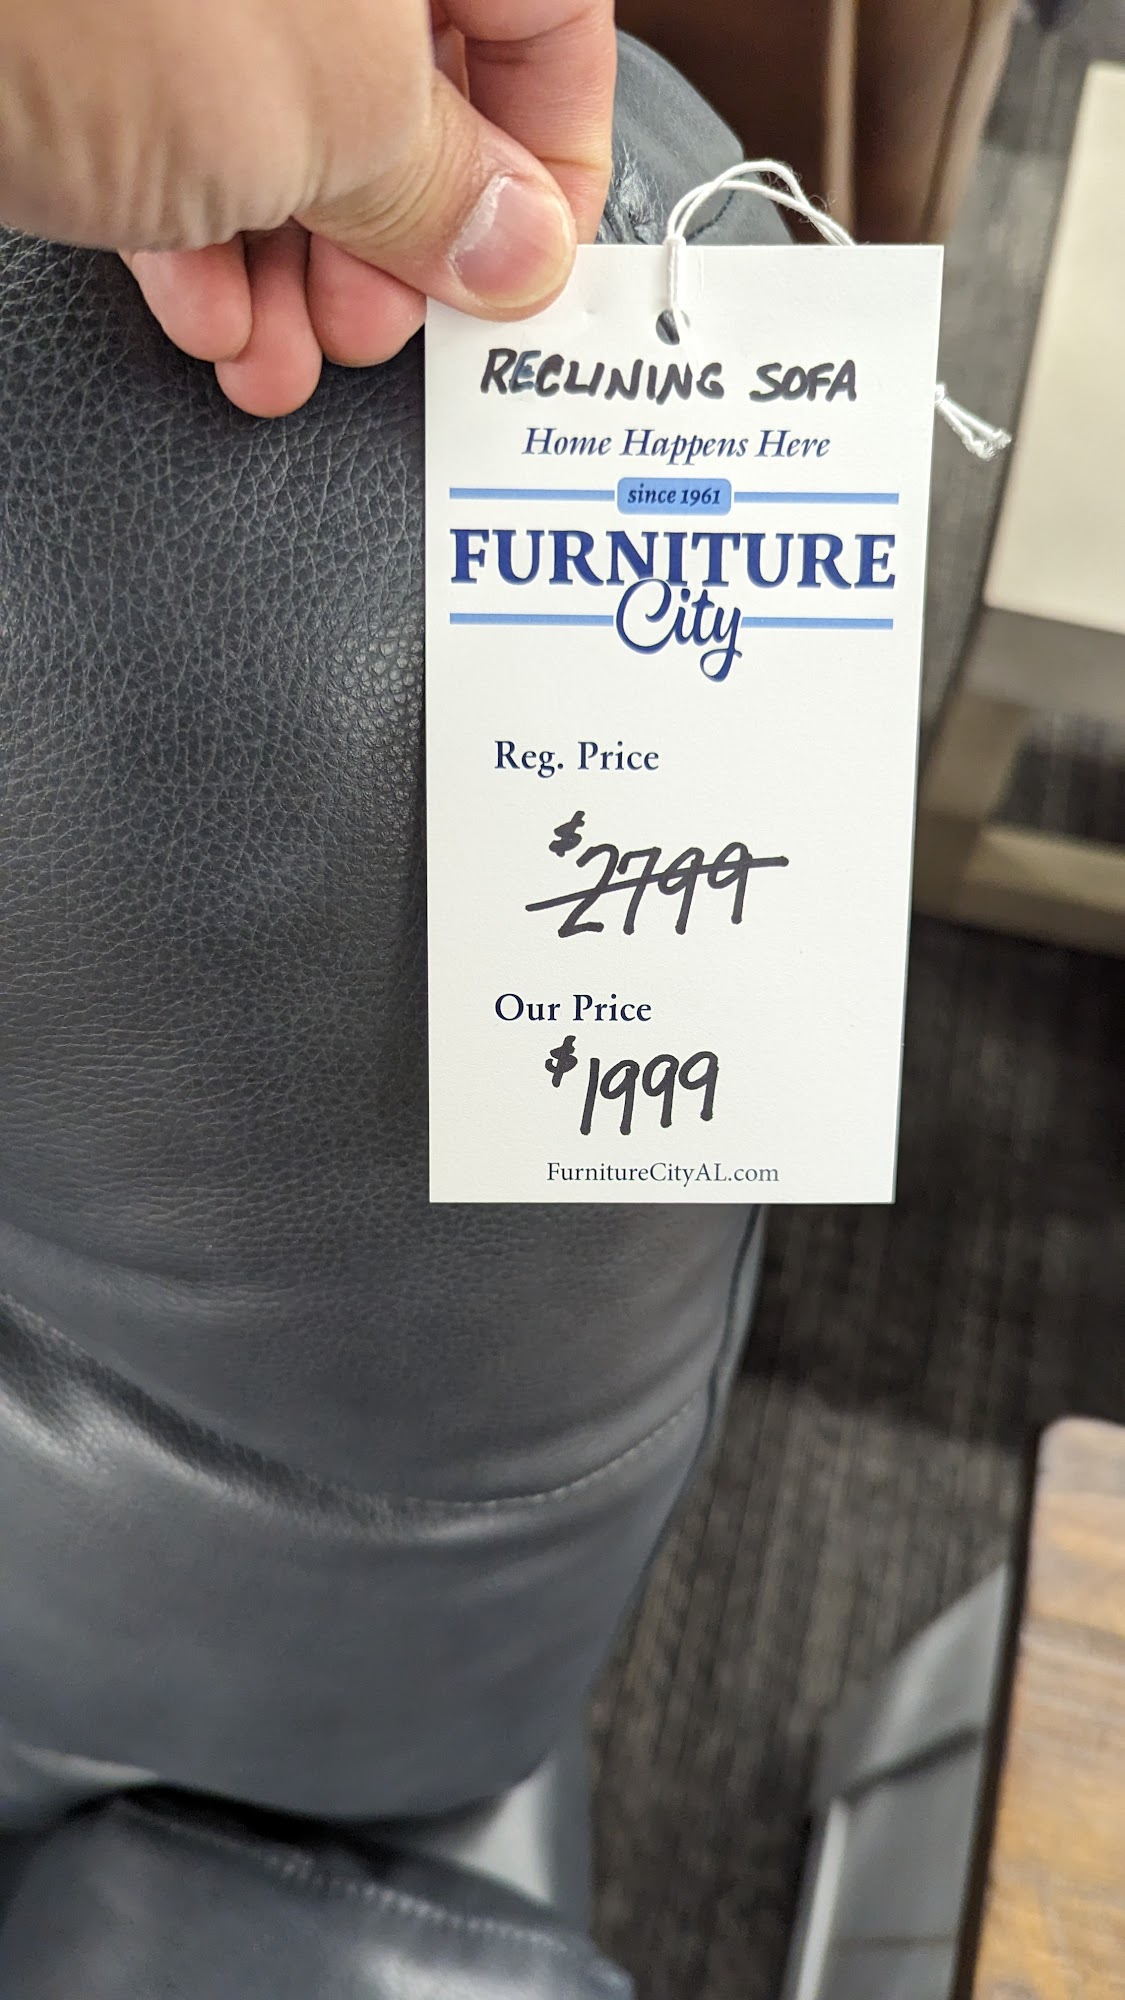 RECLINING SOFA
Home Happens Here
since 1961
FURNITURE
City
Reg. Price
$2799
Our Price
$1999
FurnitureCityAL.com